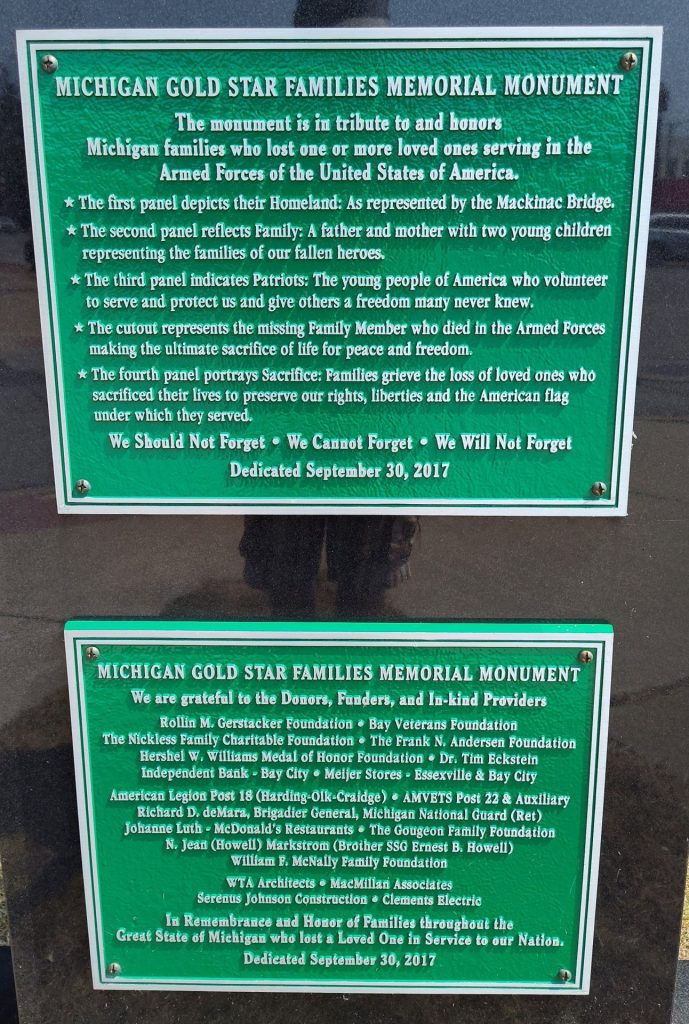 MICHIGAN GOLD STAR FAMILIES MEMORIAL MONUMENT
The monument is in tribute to and honors
Michigan families who lost one or more loved ones serving in the
Armed Forces of the United States of America.
★ The first panel depicts their Homeland: As represented by the Mackinac Bridge.
★ The second panel reflects Family: A father and mother with two young children
representing the families of our fallen heroes.
★ The third panel indicates Patriots: The young people of America who volunteer
to serve and protect us and give others a freedom many never knew.
★ The cutout represents the missing Family Member who died in the Armed Forces
making the ultimate sacrifice of life for peace and freedom.
★ The fourth panel portrays Sacrifice: Families grieve the loss of loved ones who
sacrificed their lives to preserve our rights, liberties and the American flag
under which they served.
We Should Not Forget • We Cannot Forget • We Will Not Forget
Dedicated September 30, 2017
MICHIGAN GOLD STAR FAMILIES MEMORIAL MONUMENT
We are grateful to the Donors, Funders, and In-kind Providers
Rollin M. Gerstacker Foundation • Bay Veterans Foundation
The Nickless Family Charitable Foundation • The Frank N. Andersen Foundation
Hershel W. Williams Medal of Honor Foundation • Dr. Tim Eckstein
Independent Bank - Bay City • Meijer Stores - Essexville & Bay City
American Legion Post 18 (Harding-Olk-Craidge) • AMVETS Post 22 & Auxiliary
Richard D. deMara, Brigadier General, Michigan National Guard (Ret)
Johanne Luth - McDonald's Restaurants • The Gougeon Family Foundation
N. Jean (Howell) Markstrom (Brother SSG Ernest B. Howell)
William F. McNally Family Foundation
WTA Architects • MacMillan Associates
Serenus Johnson Construction • Clements Electric
In Remembrance and Honor of Families throughout the
Great State of Michigan who lost a Loved One in Service to our Nation.
Dedicated September 30, 2017